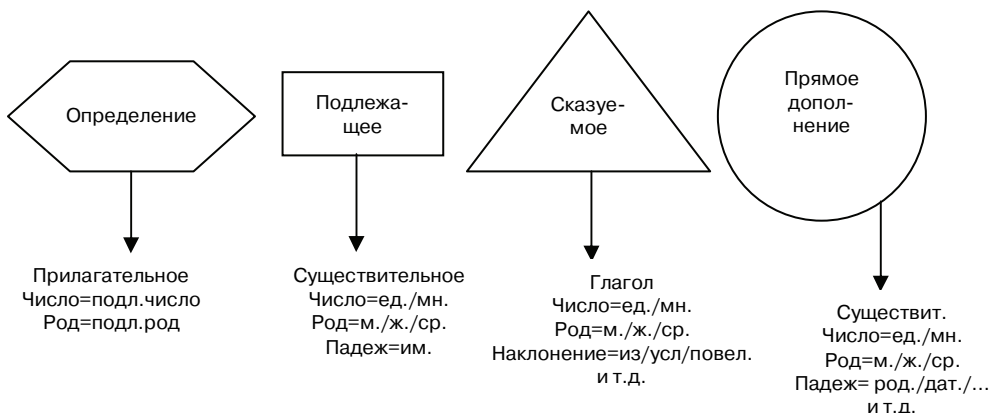 Определение
Подлежа-
щее
Сказуе-
мое
Прямое
допол-
нение
Прилагательное
Число=подл.число
Род=подл.род
Существительное
Число=ед./мн.
Род=м./ж./ср.
Падеж=им.
Глагол
Число=ед./мн.
Род=м./ж./ср.
Наклонение=из/усл/повел.
и т.д.
Существит.
Число=ед./мн.
Род=м./ж./ср.
Падеж= род./дат./...
и т.д.